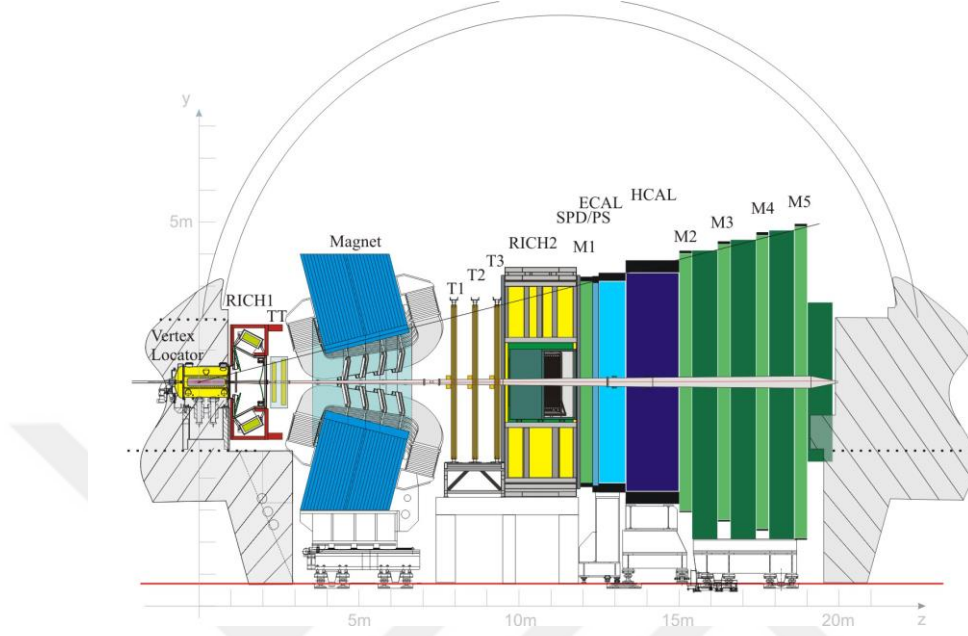 y
5m
M5
M4
M3
M2
HCAL
ECAL
SPD/PS
M1
RICH2
T3
T2
T1
Magnet
RICH1
TT
Vertex
Locator
5m
10m
15m
20m
z